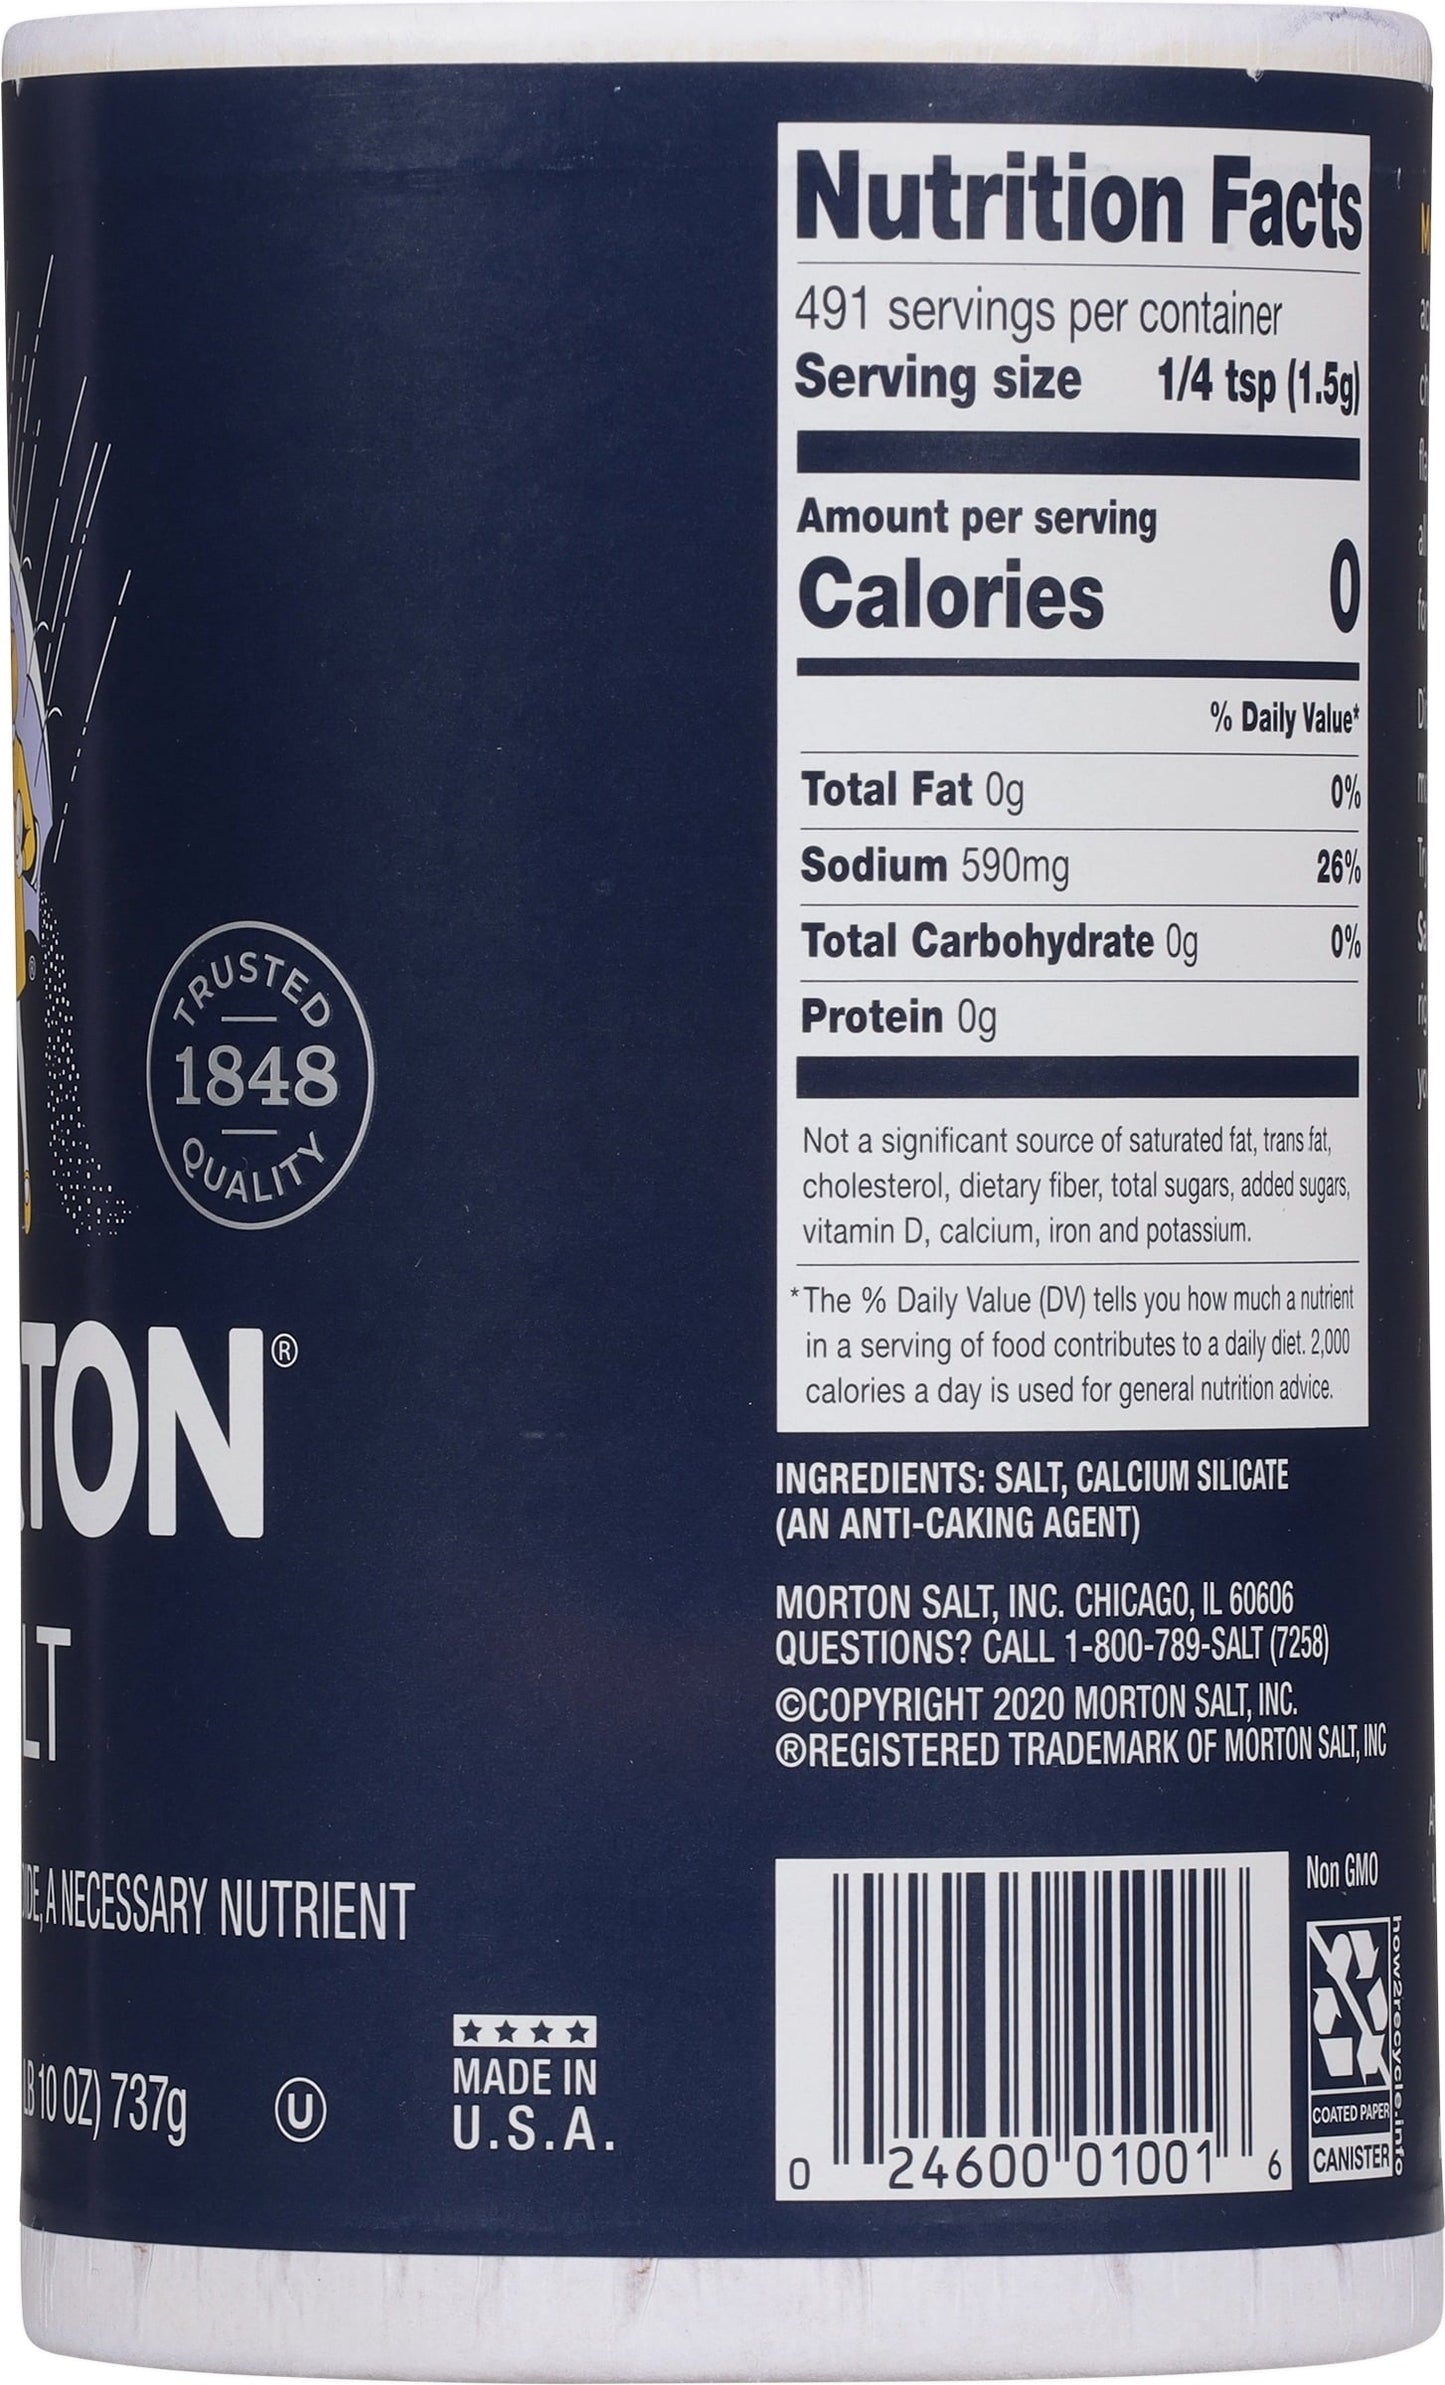 TRUSTED
1848
QUALITY
TON®
LT
A NECESSARY NUTRIENT
10 OZ) 737g
U
MADE IN
U.S.A.
Nutrition Facts
491 servings per container
Serving size 1/4 tsp (1.5g)
Amount per serving
Calories 0
% Daily Value*
Total Fat 0g 0%
Sodium 590mg 26%
Total Carbohydrate 0g 0%
Protein 0g
Not a significant source of saturated fat, trans fat,
cholesterol, dietary fiber, total sugars, added sugars,
vitamin D, calcium, iron and potassium.
*The % Daily Value (DV) tells you how much a nutrient
in a serving of food contributes to a daily diet. 2,000
calories a day is used for general nutrition advice.
INGREDIENTS: SALT, CALCIUM SILICATE
(AN ANTI-CAKING AGENT)
MORTON SALT, INC. CHICAGO, IL 60606
QUESTIONS? CALL 1-800-789-SALT (7258)
©COPYRIGHT 2020 MORTON SALT, INC.
®REGISTERED TRADEMARK OF MORTON SALT, INC
0 24600 01001 6
Non GMO
how2recycle.info
COATED PAPER
CANISTER